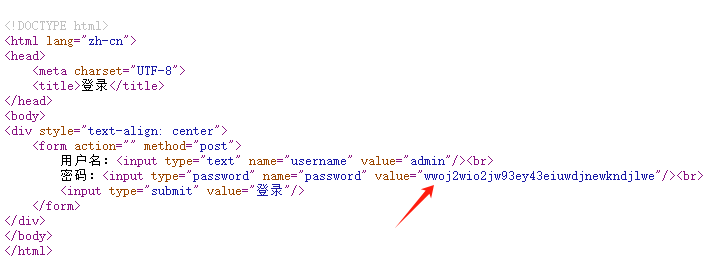 <!DOCTYPE html>
<html lang="zh-cn">
<head>
    <meta charset="UTF-8">
    <title>登录</title>
</head>
<body>
<div style="text-align: center">
    <form action="" method="post">
        用户名：<input type="text" name="username" value="admin"/><br>
        密码：<input type="password" name="password" value="wwoj2wio2jw93ey43eiuwdjnewkndjlwe"/><br>
        <input type="submit" value="登录"/>
    </form>
</div>
</body>
</html>